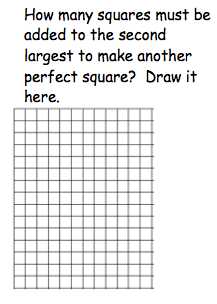 How many squares must be
added to the second
largest to make another
perfect square?  Draw it
here.